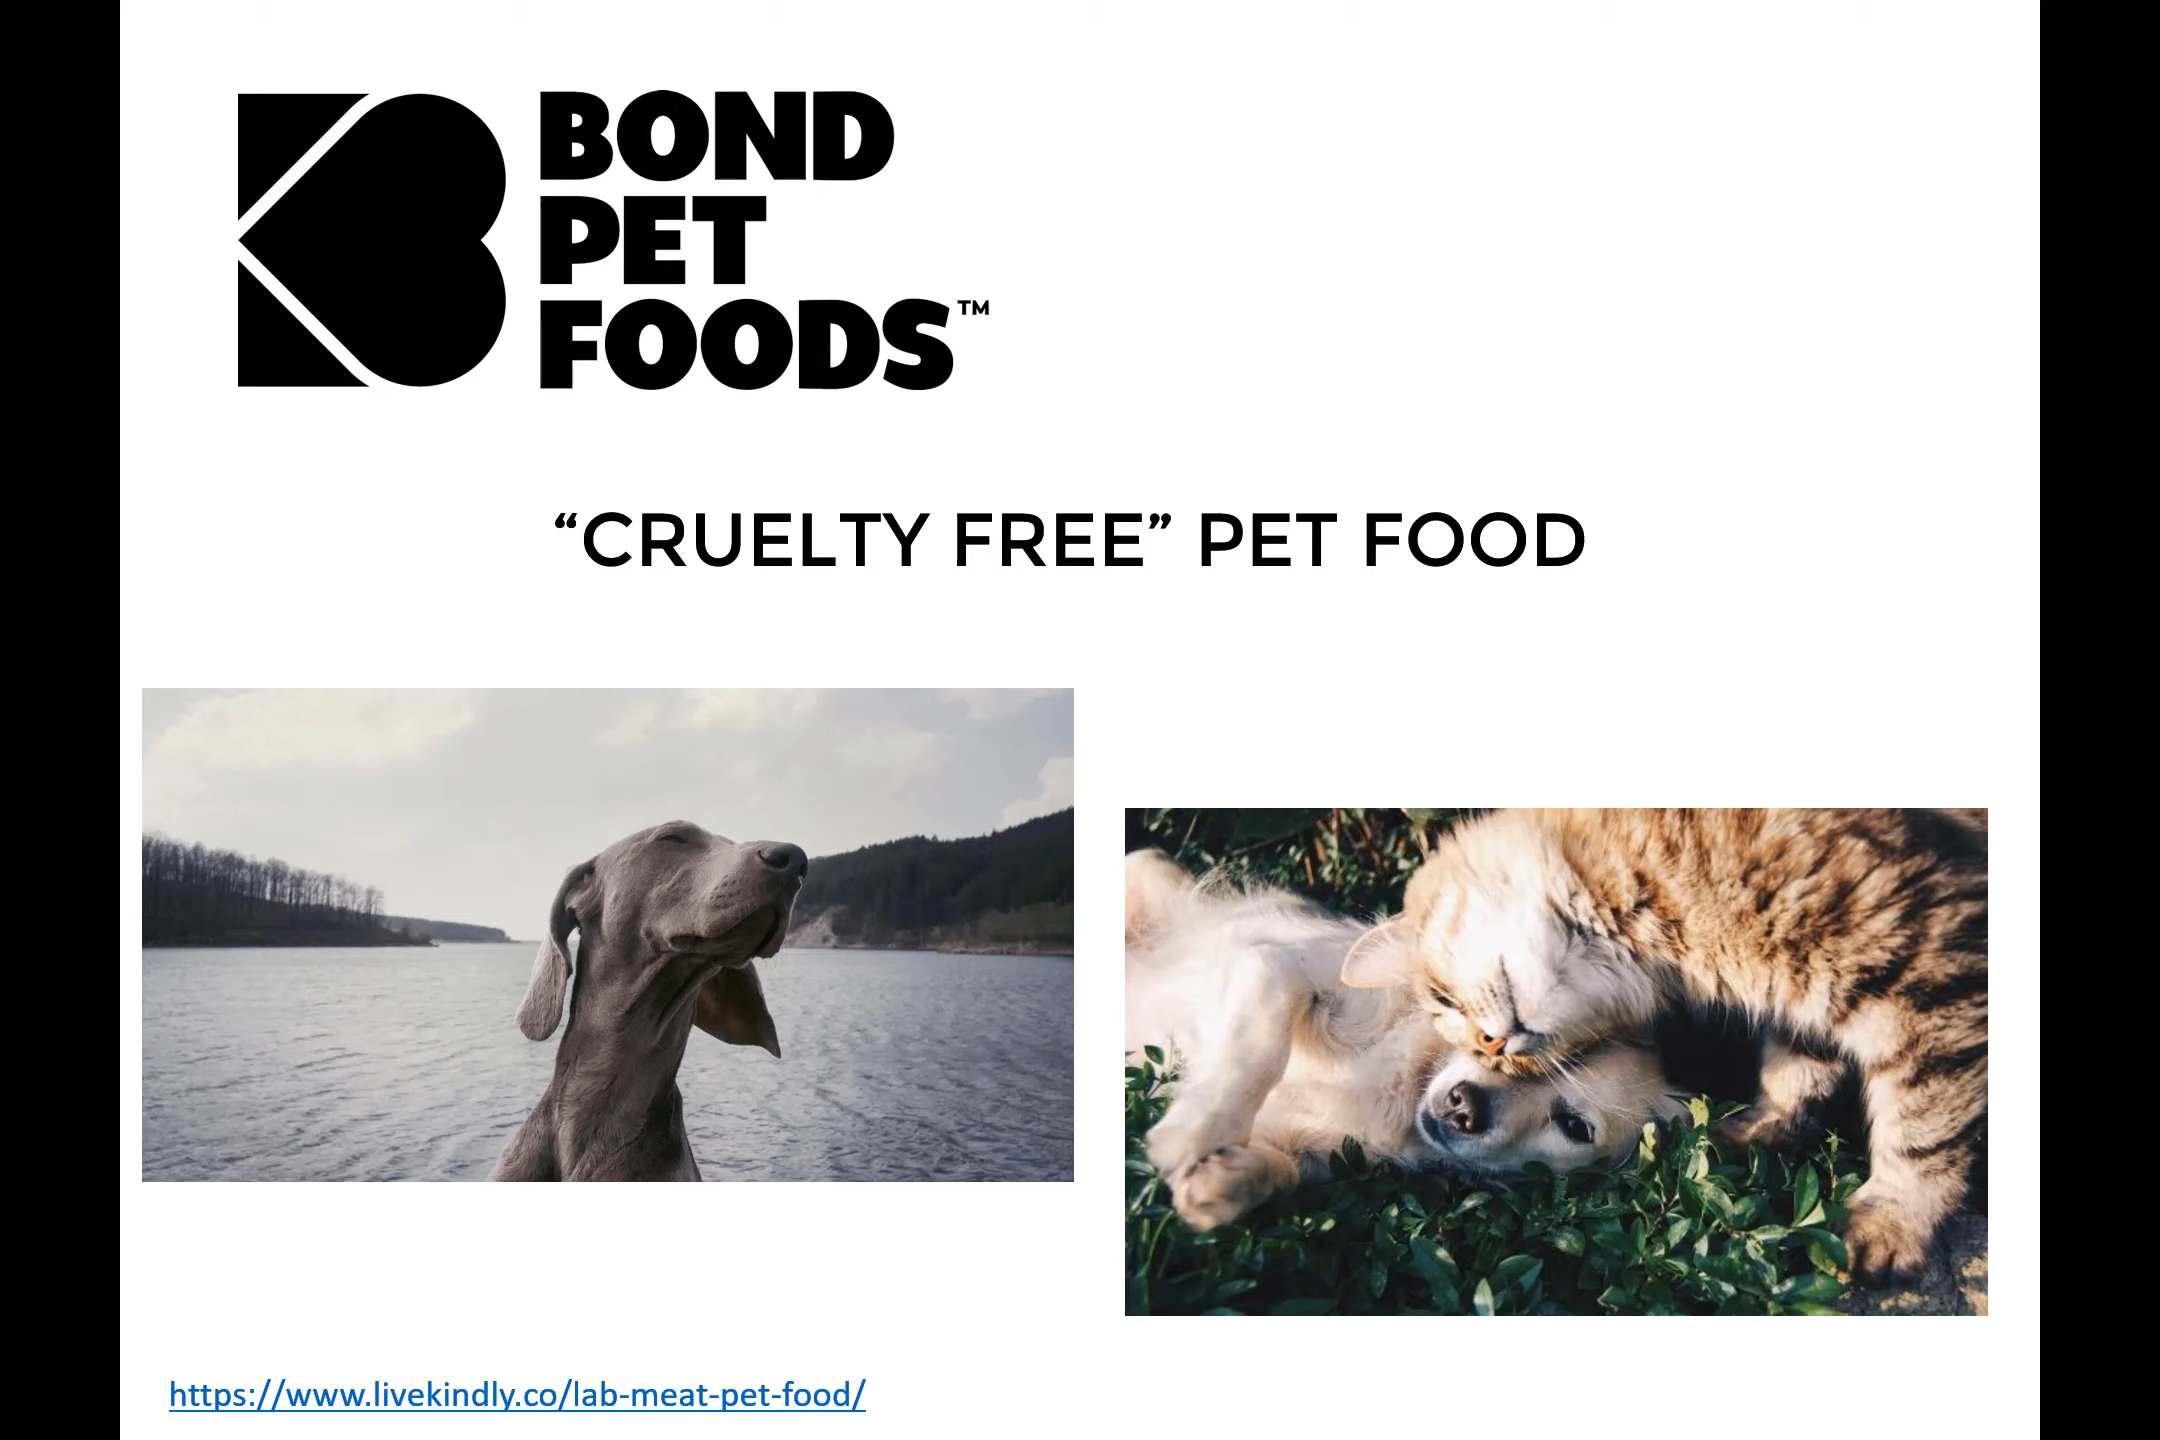 BOND
PET
FOODS™
“CRUELTY FREE” PET FOOD
https://www.livekindly.co/lab-meat-pet-food/